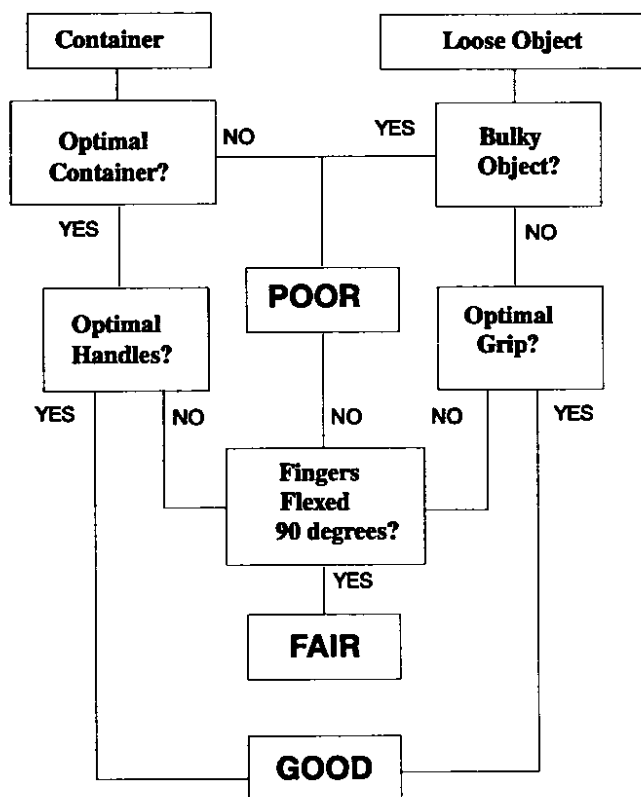 Container
Loose Object
Optimal
Container?
NO
YES
Bulky
Object?
YES
NO
Optimal
Handles?
POOR
Optimal
Grip?
YES
NO
NO
NO
YES
Fingers
Flexed
90 degrees?
YES
FAIR
GOOD